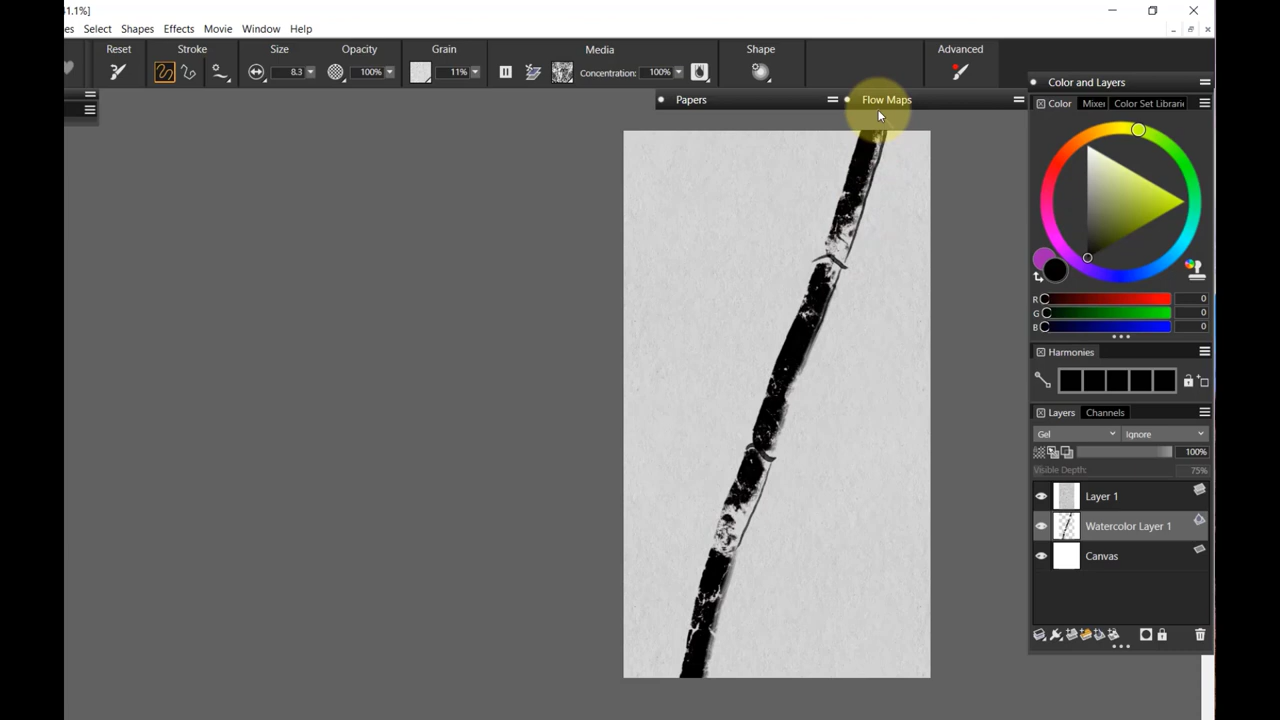 31.1%]
es Select Shapes Effects Movie Window Help
Reset Stroke Size Opacity Grain Media Shape Advanced
8.3 100% 11% Concentration: 100%
Color and Layers
Papers Flow Maps
Color Mixer Color Set Librari
R 0
G 0
B 0
Harmonies
Layers Channels
Gel Ignore
100%
Visible Depth: 75%
Layer 1
Watercolor Layer 1
Canvas